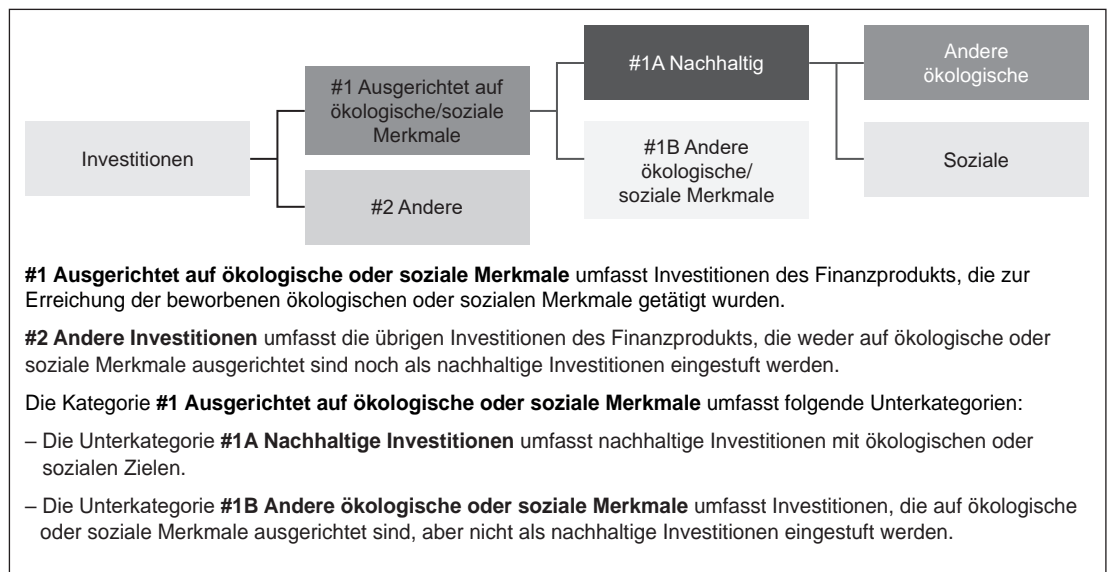 #1A Nachhaltig
Andere
ökologische
#1 Ausgerichtet auf
ökologische/soziale
Merkmale
Investitionen
#1B Andere
ökologische/
soziale Merkmale
Soziale
#2 Andere
#1 Ausgerichtet auf ökologische oder soziale Merkmale umfasst Investitionen des Finanzprodukts, die zur
Erreichung der beworbenen ökologischen oder sozialen Merkmale getätigt wurden.
#2 Andere Investitionen umfasst die übrigen Investitionen des Finanzprodukts, die weder auf ökologische oder
soziale Merkmale ausgerichtet sind noch als nachhaltige Investitionen eingestuft werden.
Die Kategorie #1 Ausgerichtet auf ökologische oder soziale Merkmale umfasst folgende Unterkategorien:
– Die Unterkategorie #1A Nachhaltige Investitionen umfasst nachhaltige Investitionen mit ökologischen oder
sozialen Zielen.
– Die Unterkategorie #1B Andere ökologische oder soziale Merkmale umfasst Investitionen, die auf ökologische
oder soziale Merkmale ausgerichtet sind, aber nicht als nachhaltige Investitionen eingestuft werden.